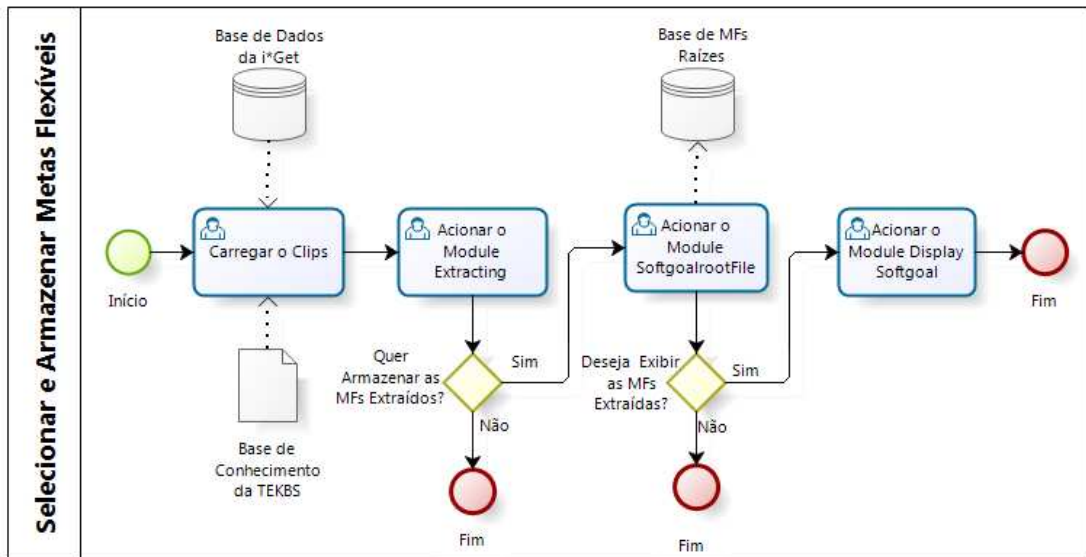 Selecionar e Armazenar Metas Flexíveis
Base de Dados
da i*Get
Base de MFs
Raízes
Início
Carregar o Clips
Acionar o
Module
Extracting
Acionar o
Module
SoftgoalrootFile
Acionar o
Module Display
Softgoal
Fim
Quer
Armazenar as
MFs Extraídos?
Sim
Não
Deseja Exibir
as MFs
Extraídas?
Sim
Não
Base de
Conhecimento
da TEKBS
Fim
Fim